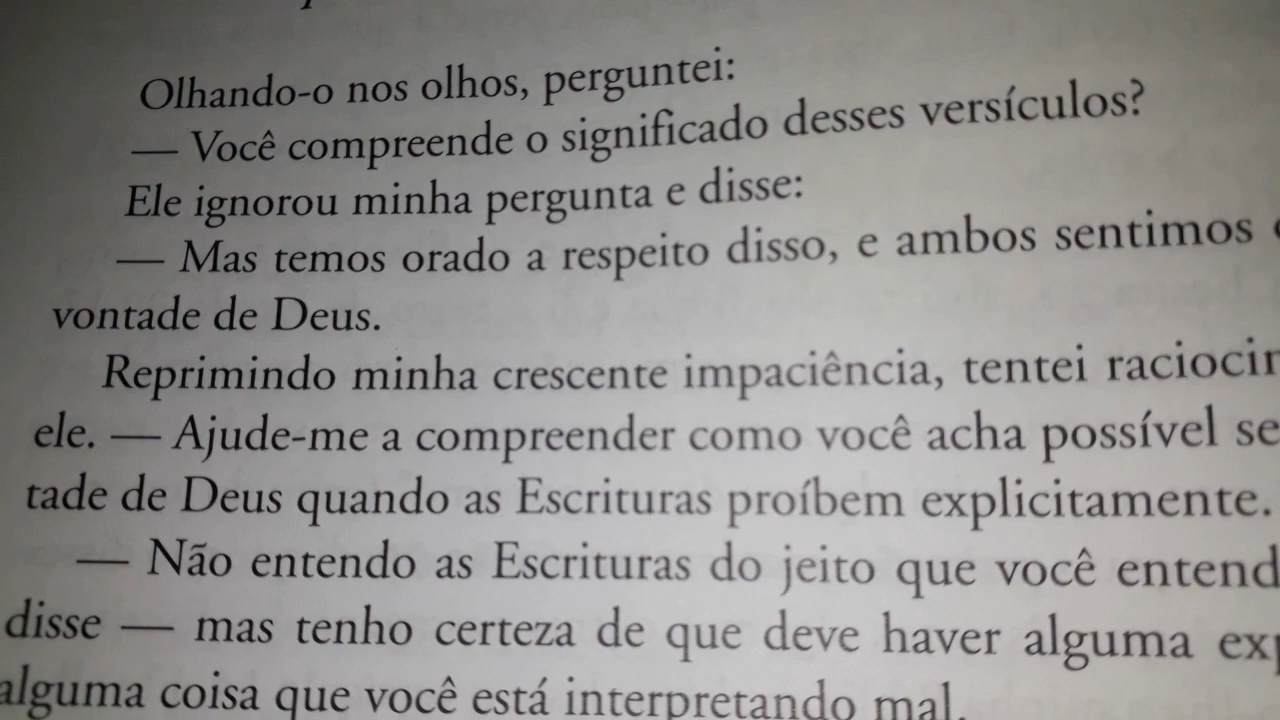 Olhando-o nos olhos, perguntei:
— Você compreende o significado desses versículos?
Ele ignorou minha pergunta e disse:
— Mas temos orado a respeito disso, e ambos sentimos
vontade de Deus.
Reprimindo minha crescente impaciência, tentei
ele. — Ajude-me a compreender como você acha possível
tade de Deus quando as Escrituras proíbem explicitamente.
— Não entendo as Escrituras do jeito que você
disse — mas tenho certeza de que deve haver alguma
alguma coisa que você está interpretando mal.